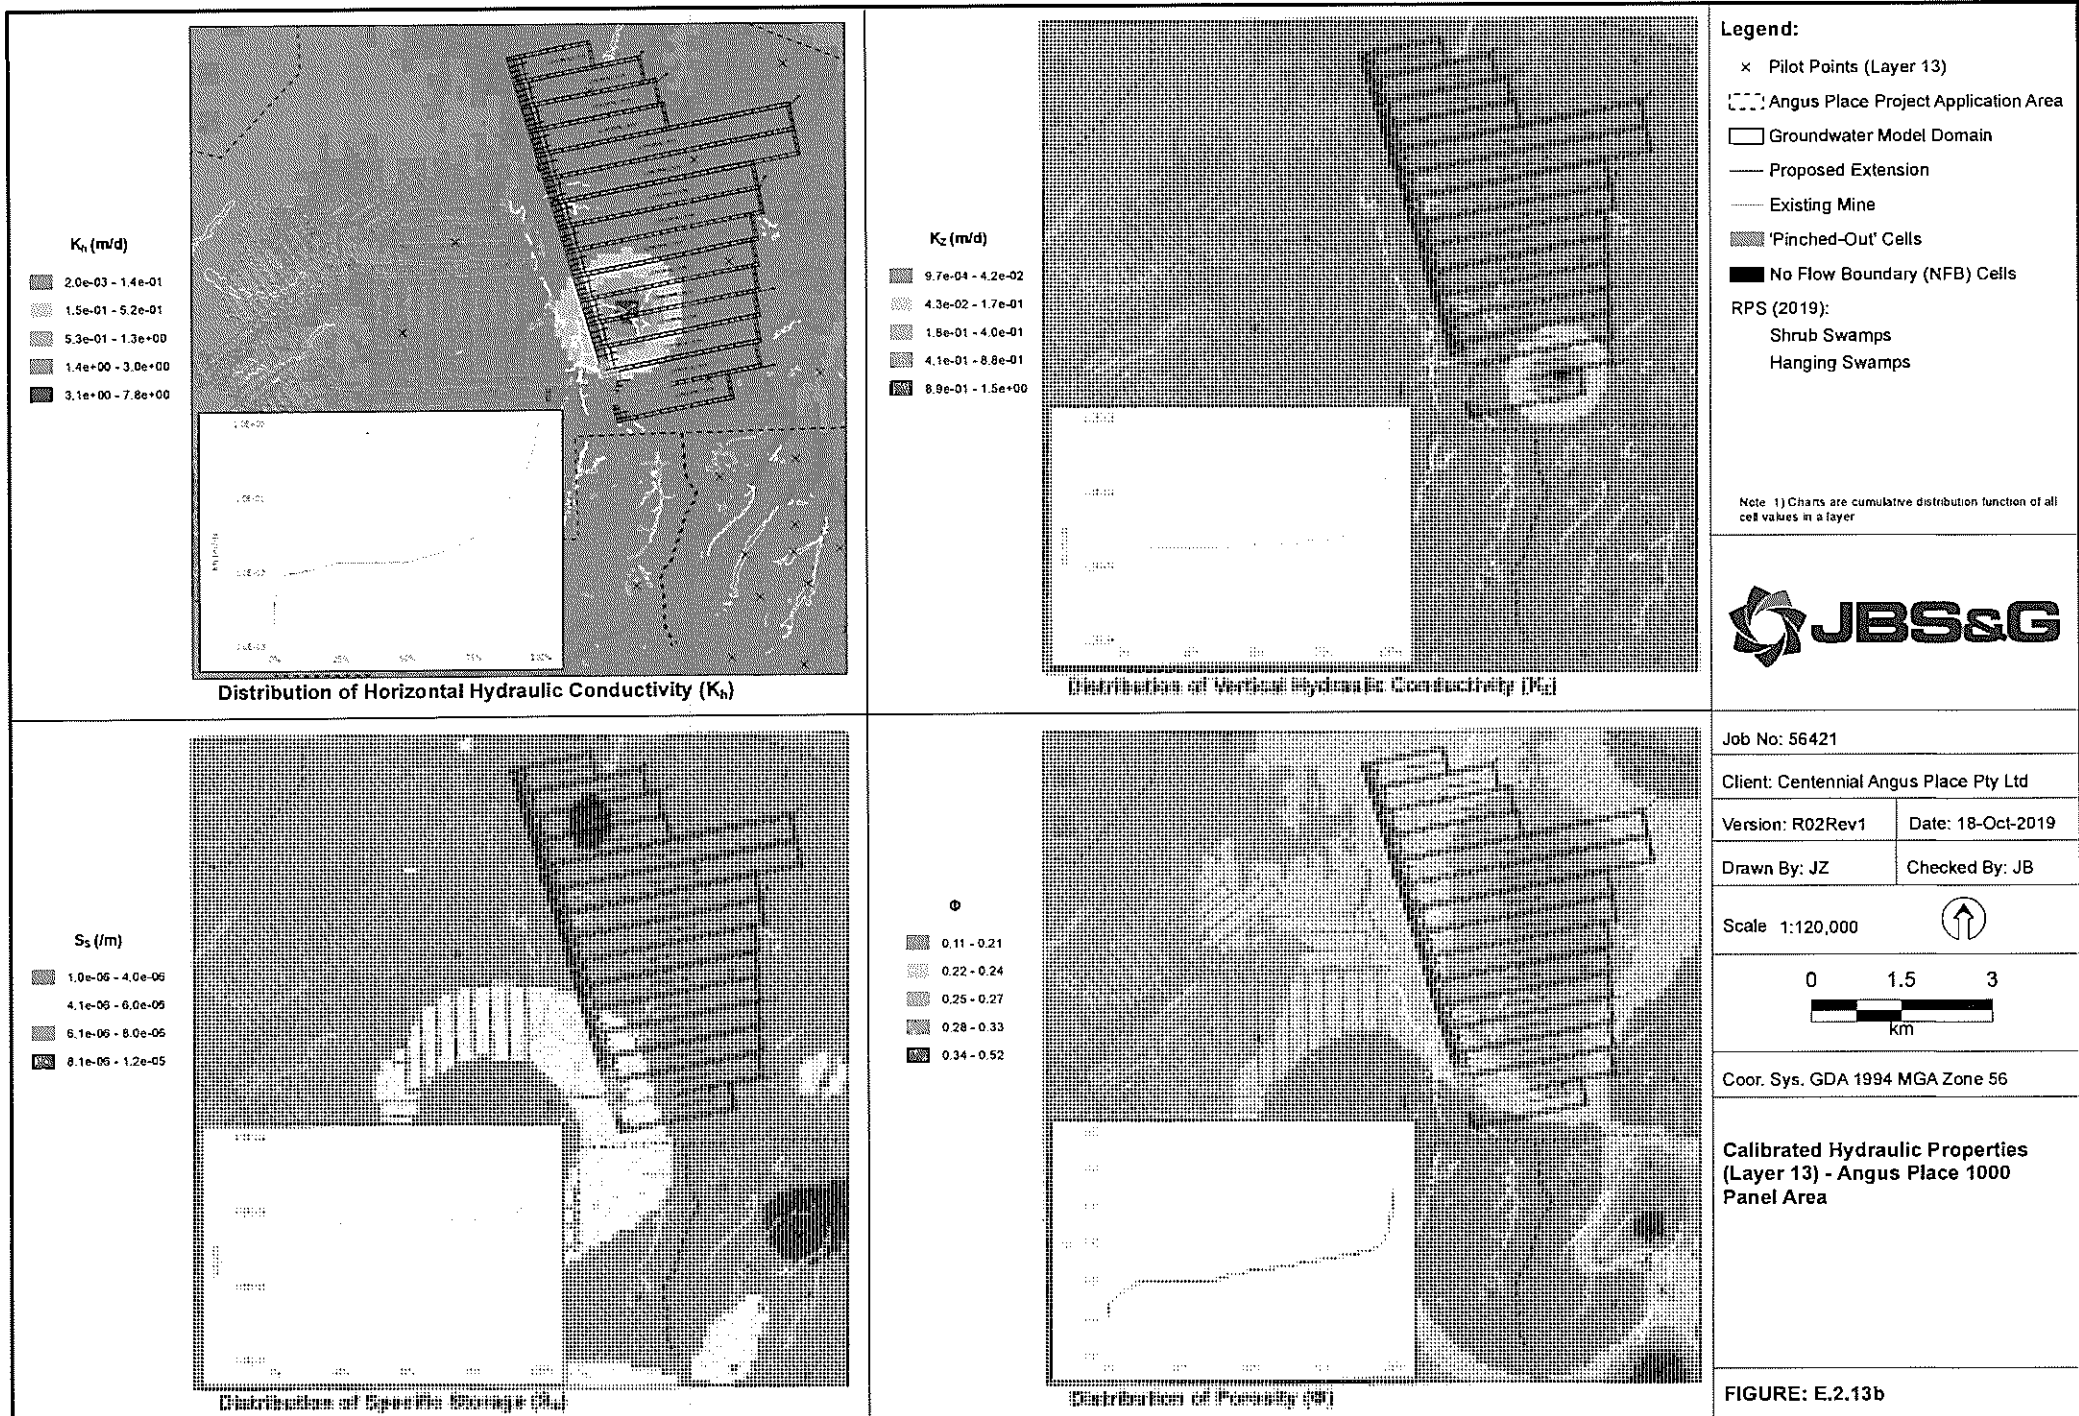 K_h (m/d)
2.0e-03 - 1.4e-01
1.5e-01 - 5.2e-01
5.3e-01 - 1.3e+00
1.4e+00 - 3.0e+00
3.1e+00 - 7.8e+00
0%
25%
50%
75%
100%
Distribution of Horizontal Hydraulic Conductivity (K_h)
K_Z (m/d)
9.7e-04 - 4.2e-02
4.3e-02 - 1.7e-01
1.8e-01 - 4.0e-01
4.1e-01 - 8.8e-01
8.9e-01 - 1.5e+00
Distribution of Vertical Hydraulic Conductivity (K_Z)
S_S (/m)
1.0e-06 - 4.0e-06
4.1e-06 - 6.0e-06
6.1e-06 - 8.0e-06
8.1e-06 - 1.2e-05
Distribution of Specific Storage (S_s)
Φ
0.11 - 0.21
0.22 - 0.24
0.25 - 0.27
0.28 - 0.33
0.34 - 0.52
Distribution of Porosity (Φ)
Legend:
× Pilot Points (Layer 13)
Angus Place Project Application Area
Groundwater Model Domain
Proposed Extension
Existing Mine
'Pinched-Out' Cells
No Flow Boundary (NFB) Cells
RPS (2019):
Shrub Swamps
Hanging Swamps
Note 1) Charts are cumulative distribution function of all
cell values in a layer
JBS&G
Job No: 56421
Client: Centennial Angus Place Pty Ltd
Version: R02Rev1 Date: 18-Oct-2019
Drawn By: JZ Checked By: JB
Scale 1:120,000
0 1.5 3
km
Coor. Sys. GDA 1994 MGA Zone 56
Calibrated Hydraulic Properties
(Layer 13) - Angus Place 1000
Panel Area
FIGURE: E.2.13b